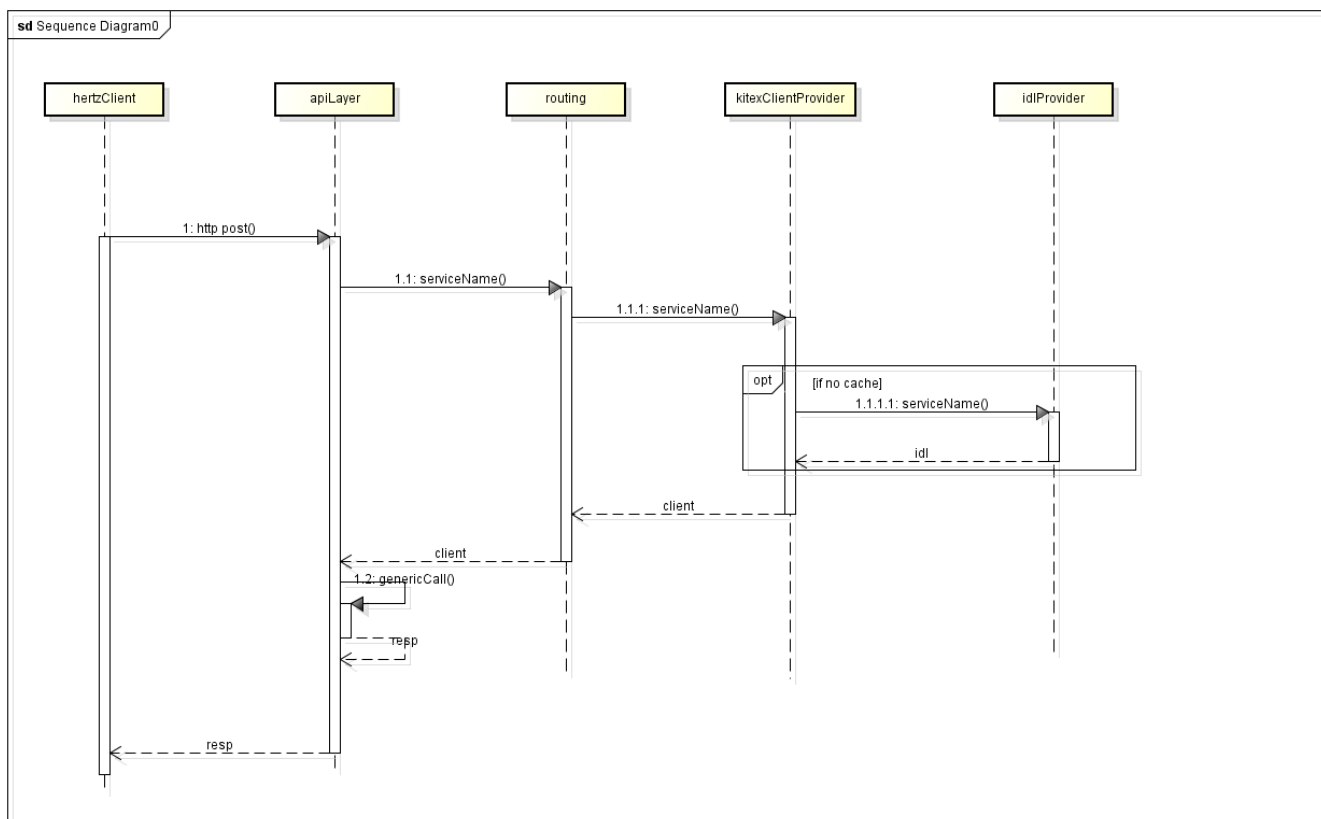 sd Sequence Diagram0
hertzClient
apiLayer
routing
kitexClientProvider
idlProvider
1: http post()
1.1: serviceName()
1.1.1: serviceName()
opt
[if no cache]
1.1.1.1: serviceName()
idl
client
client
1.2: genericCall()
resp
resp